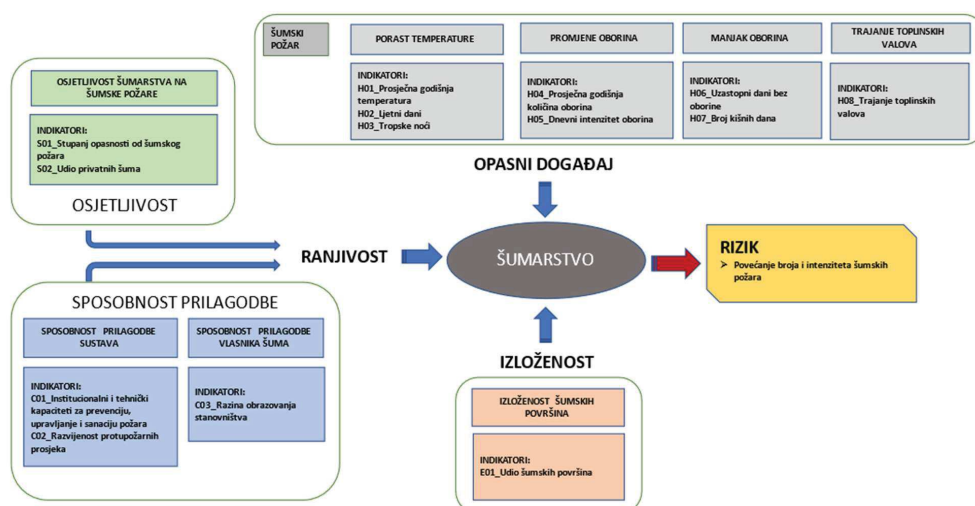 ŠUMSKI
POŽAR
PORAST TEMPERATURE
INDIKATORI:
H01_Prosječna godišnja
temperatura
H02_Ljetni dani
H03_Tropske noći
PROMJENE OBORINA
INDIKATORI:
H04_Prosječna godišnja
količina oborina
H05_Dnevni intenzitet oborina
MANJAK OBORINA
INDIKATORI:
H06_Uzastopni dani bez
oborine
H07_Broj kišnih dana
TRAJANJE TOPLINSKIH
VALOVA
INDIKATORI:
H08_Trajanje toplinskih
valova
OPASNI DOGAĐAJ
OSJETLJIVOST ŠUMARSTVA NA
ŠUMSKE POŽARE
INDIKATORI:
S01_Stupanj opasnosti od šumskog
požara
S02_Udio privatnih šuma
OSJETLJIVOST
RANJIVOST
ŠUMARSTVO
RIZIK
➢ Povećanje broja i intenziteta šumskih
požara
SPOSOBNOST PRILAGODBE
SPOSOBNOST PRILAGODBE
SUSTAVA
INDIKATORI:
C01_Institucionalni i tehnički
kapaciteti za prevenciju,
upravljanje i sanaciju požara
C02_Razvijenost protupožarnih
prosjeka
SPOSOBNOST PRILAGODBE
VLASNIKA ŠUMA
INDIKATORI:
C03_Razina obrazovanja
stanovništva
IZLOŽENOST
IZLOŽENOST ŠUMSKIH
POVRŠINA
INDIKATORI:
E01_Udio šumskih površina